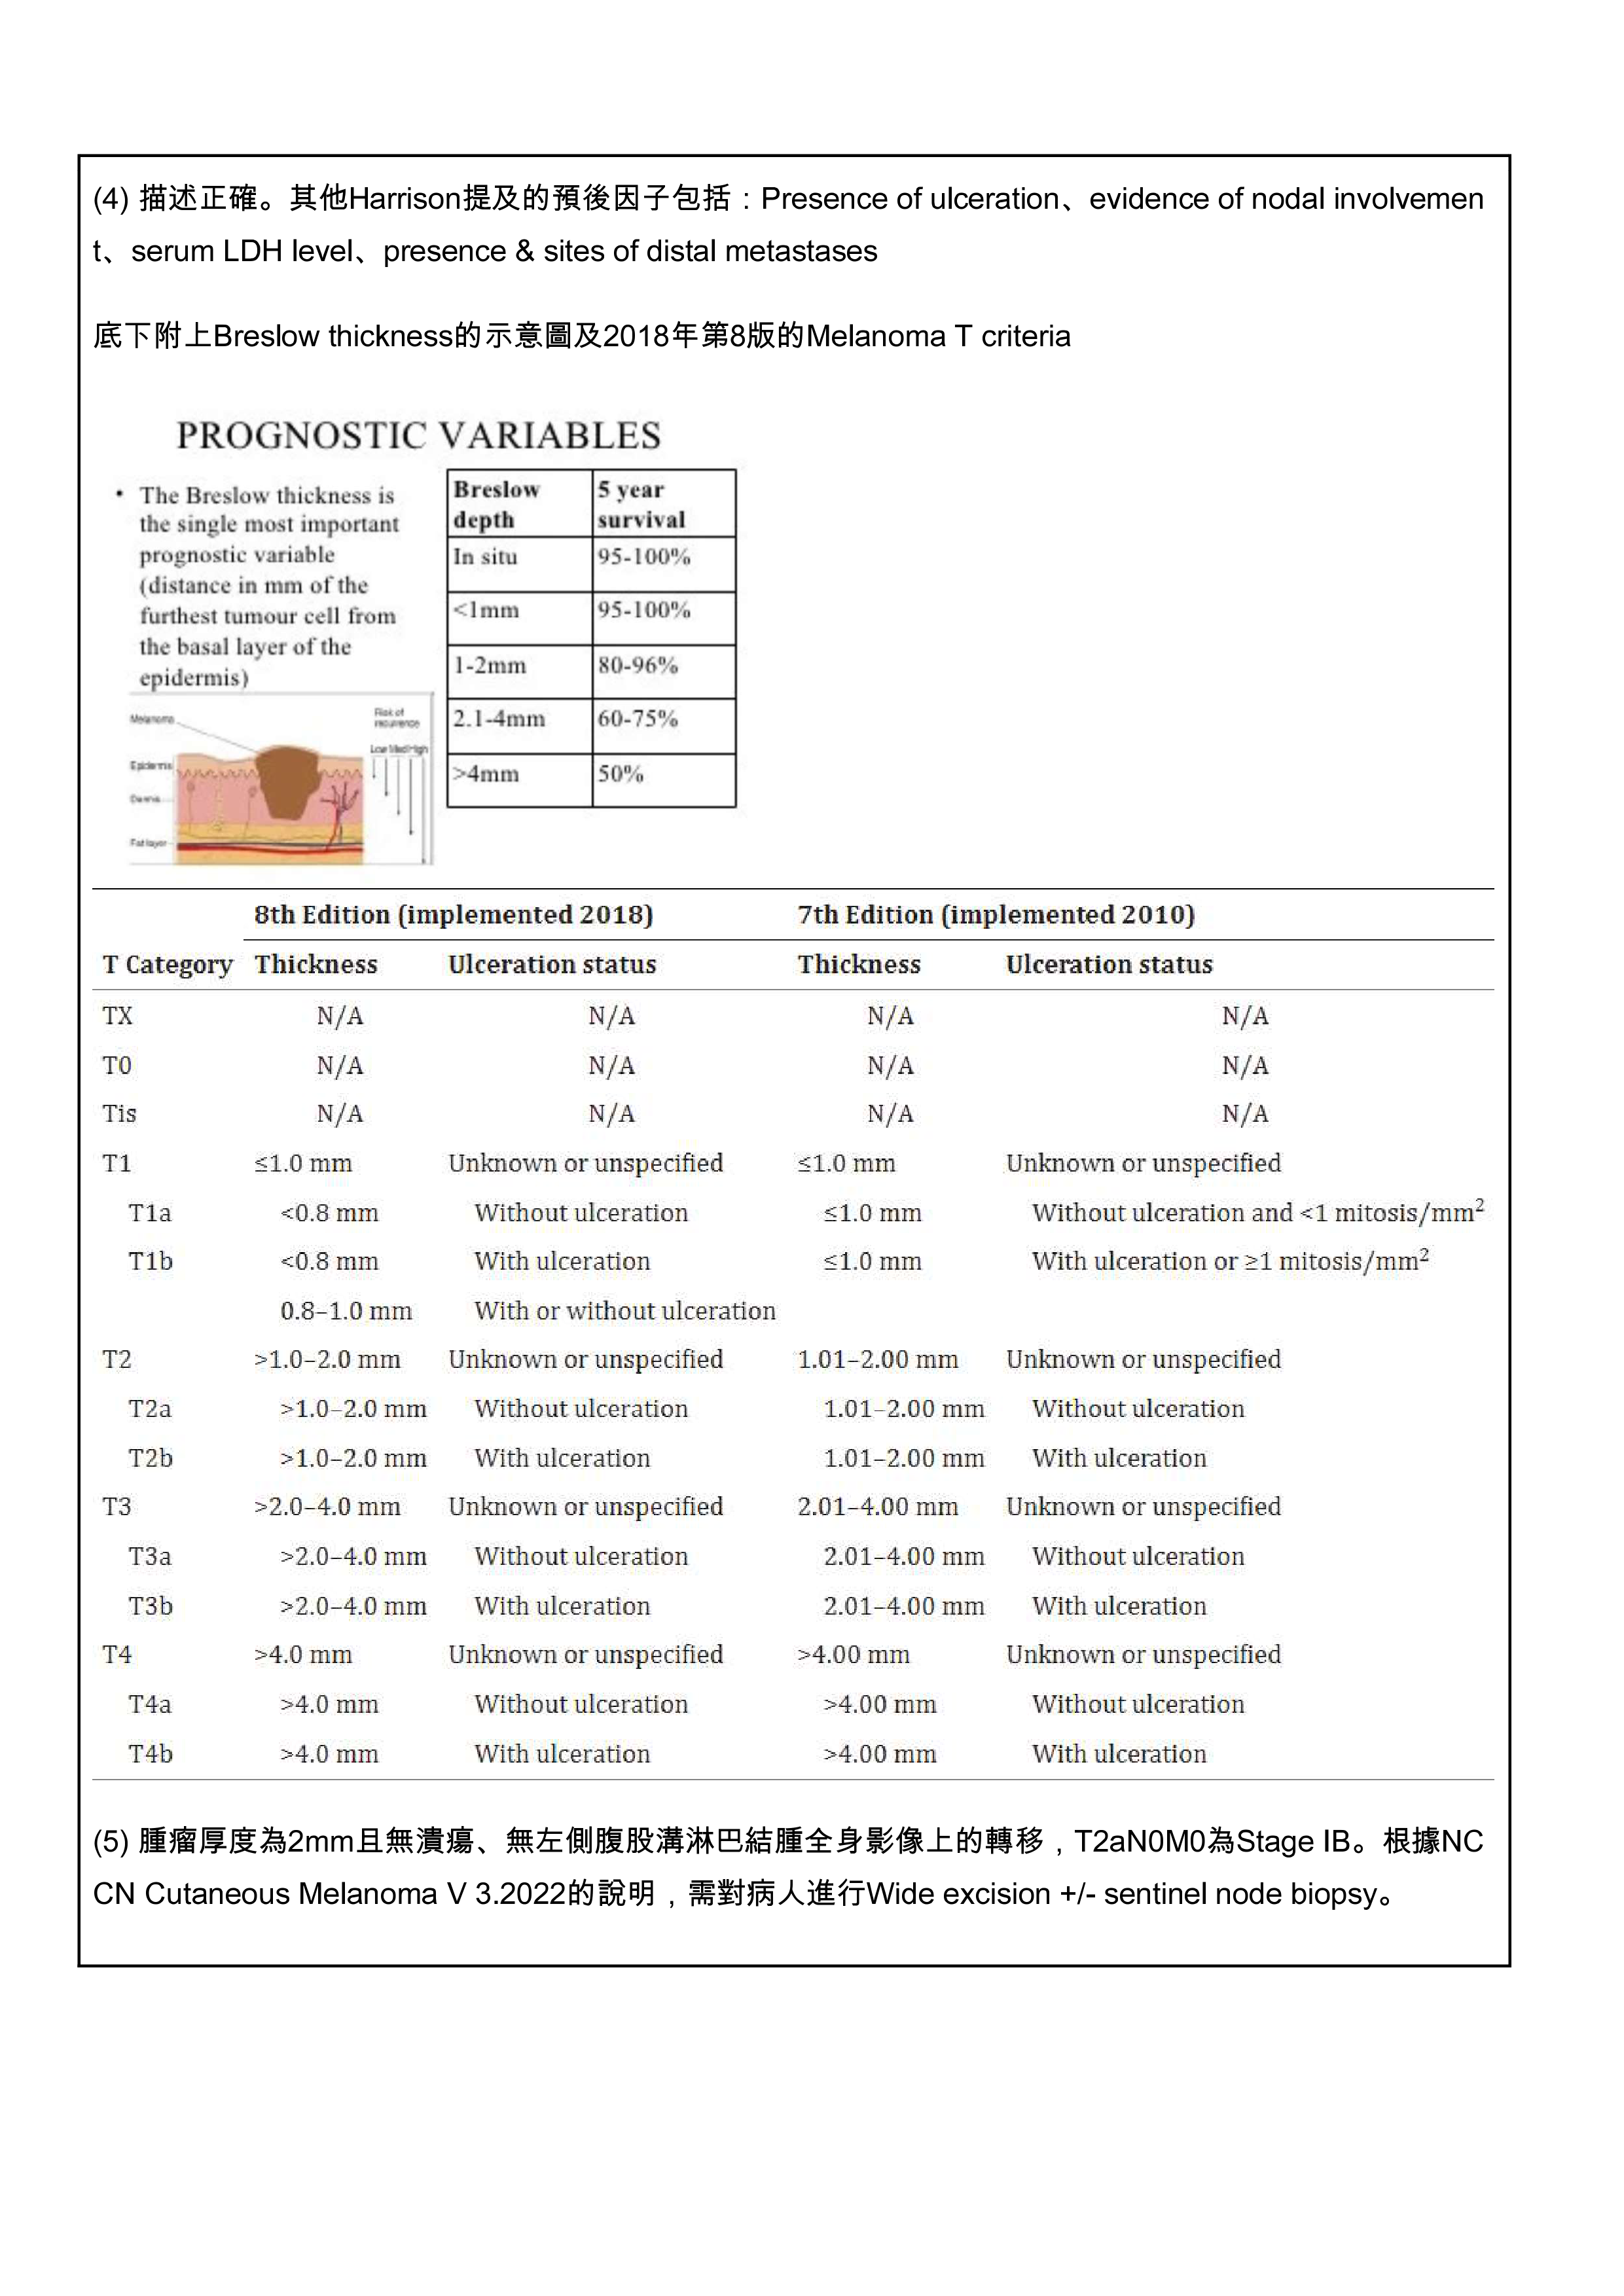 (4) 描述正確。其他Harrison提及的預後因子包括：Presence of ulceration、evidence of nodal involvemen
t、serum LDH level、presence & sites of distal metastases
底下附上Breslow thickness的示意圖及2018年第8版的Melanoma T criteria
PROGNOSTIC VARIABLES
• The Breslow thickness is
the single most important
prognostic variable
(distance in mm of the
furthest tumour cell from
the basal layer of the
epidermis)
Breslow depth 5 year survival
In situ 95-100%
<1mm 95-100%
1-2mm 80-96%
2.1-4mm 60-75%
>4mm 50%
Melanoma
Risk of
recurrence
Low Med High
Epidermis
Dermis
Fat layer
8th Edition (implemented 2018) 7th Edition (implemented 2010)
T Category Thickness Ulceration status Thickness Ulceration status
TX N/A N/A N/A N/A
T0 N/A N/A N/A N/A
Tis N/A N/A N/A N/A
T1 ≤1.0 mm Unknown or unspecified ≤1.0 mm Unknown or unspecified
T1a <0.8 mm Without ulceration ≤1.0 mm Without ulceration and <1 mitosis/mm²
T1b <0.8 mm With ulceration ≤1.0 mm With ulceration or ≥1 mitosis/mm²
0.8–1.0 mm With or without ulceration
T2 >1.0–2.0 mm Unknown or unspecified 1.01–2.00 mm Unknown or unspecified
T2a >1.0–2.0 mm Without ulceration 1.01–2.00 mm Without ulceration
T2b >1.0–2.0 mm With ulceration 1.01–2.00 mm With ulceration
T3 >2.0–4.0 mm Unknown or unspecified 2.01–4.00 mm Unknown or unspecified
T3a >2.0–4.0 mm Without ulceration 2.01–4.00 mm Without ulceration
T3b >2.0–4.0 mm With ulceration 2.01–4.00 mm With ulceration
T4 >4.0 mm Unknown or unspecified >4.00 mm Unknown or unspecified
T4a >4.0 mm Without ulceration >4.00 mm Without ulceration
T4b >4.0 mm With ulceration >4.00 mm With ulceration
(5) 腫瘤厚度為2mm且無潰瘍、無左側腹股溝淋巴結腫全身影像上的轉移，T2aN0M0為Stage IB。根據NC
CN Cutaneous Melanoma V 3.2022的說明，需對病人進行Wide excision +/- sentinel node biopsy。